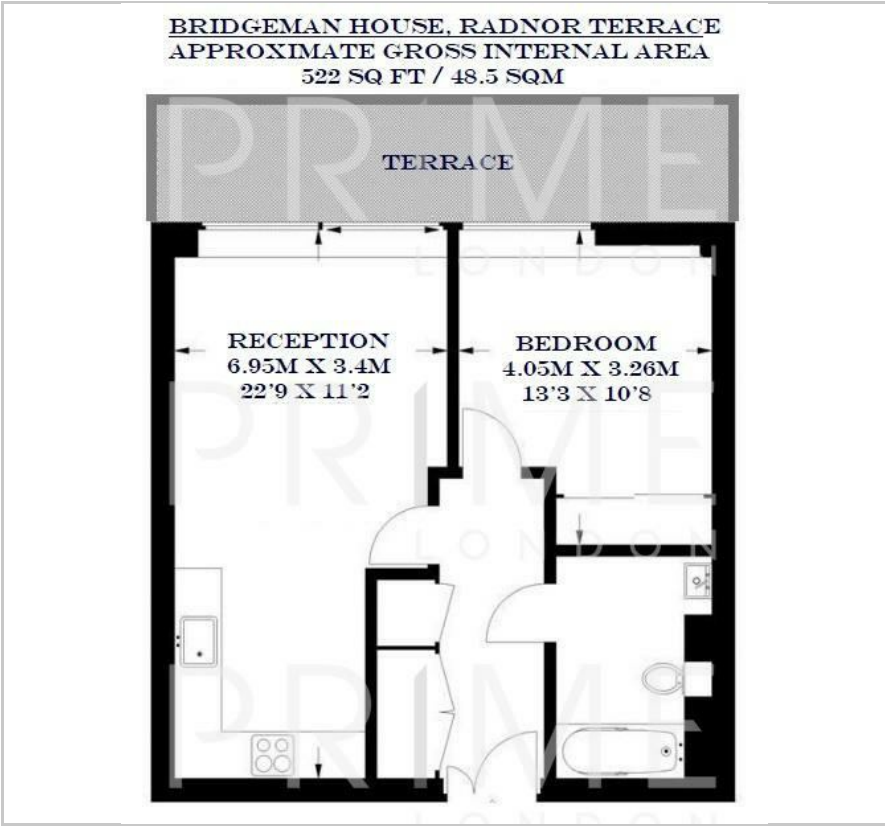 BRIDGEMAN HOUSE, RADNOR TERRACE
APPROXIMATE GROSS INTERNAL AREA
522 SQ FT / 48.5 SQM
PRIME
TERRACE
LONDON
RECEPTION
6.95M X 3.4M
22'9 X 11'2
BEDROOM
4.05M X 3.26M
13'3 X 10'8
PRIME
LONDON
PRIME
LONDON